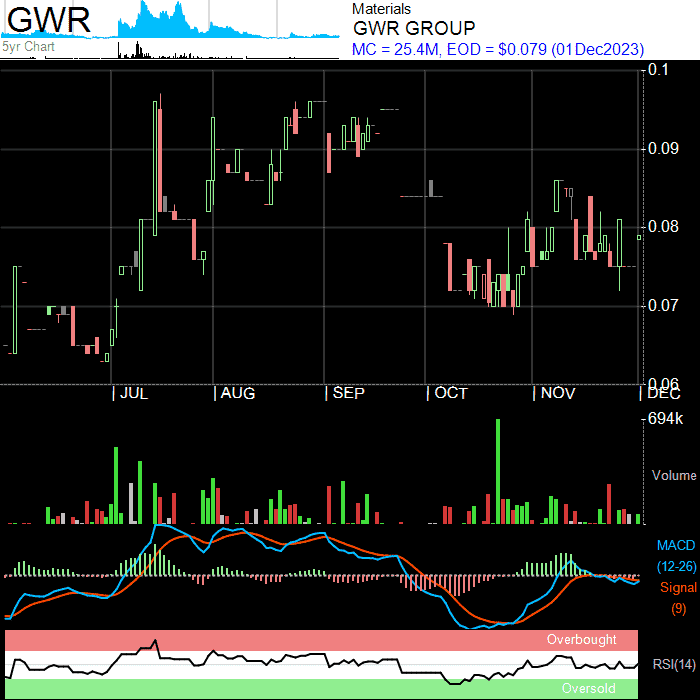 GWR
5yr Chart
Materials
GWR GROUP
MC = 25.4M, EOD = $0.079 (01Dec2023)
0.1
0.09
0.08
0.07
0.06
JUL
AUG
SEP
OCT
NOV
DEC
694k
Volume
MACD
(12-26)
Signal
(9)
Overbought
RSI(14)
Oversold